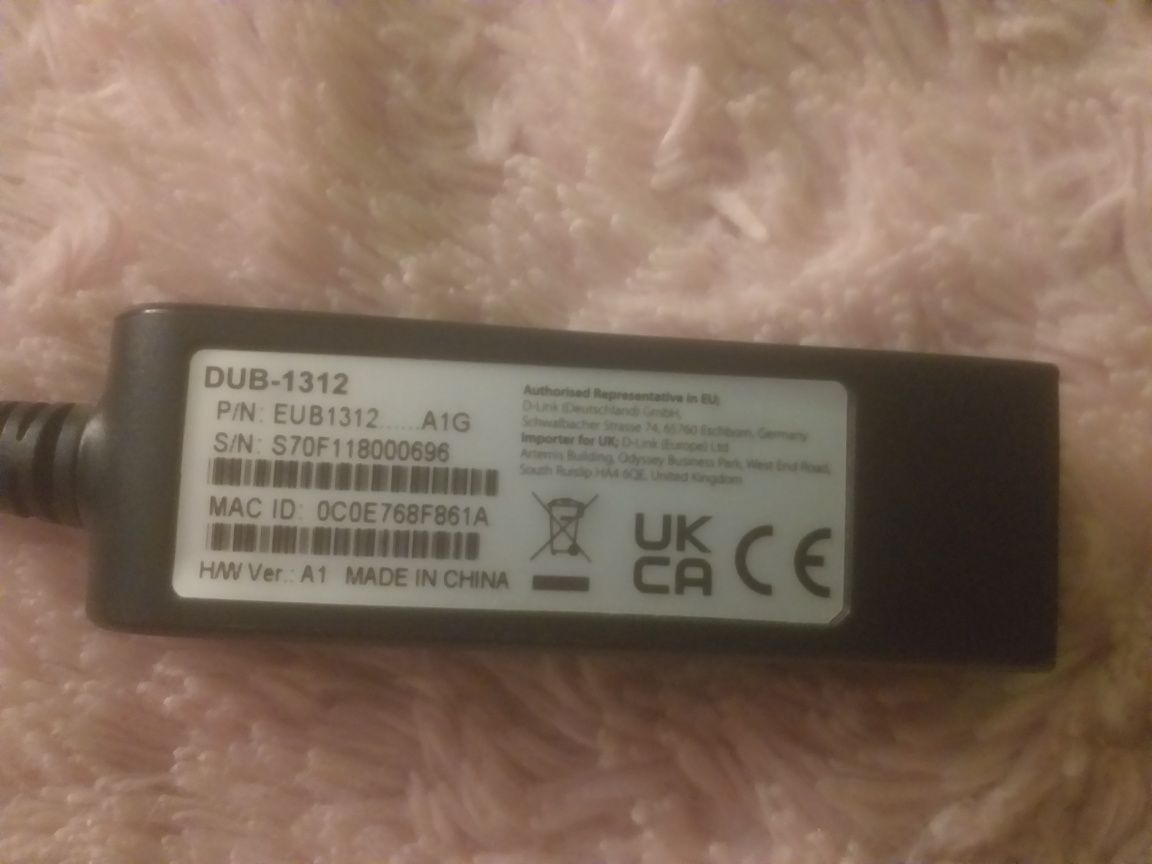 DUB-1312
P/N: EUB1312......A1G
S/N: S70F118000696
MAC ID: 0C0E768F861A
H/W Ver.: A1 MADE IN CHINA
Authorised Representative in EU;
D-Link (Deutschland) GmbH,
Schwalbacher Strasse 74, 65760 Eschborn, Germany
Importer for UK; D-Link (Europe) Ltd
Artemis Building, Odyssey Business Park, West End Road,
South Ruislip HA4 6QE, United Kingdom
UK
CA
CE